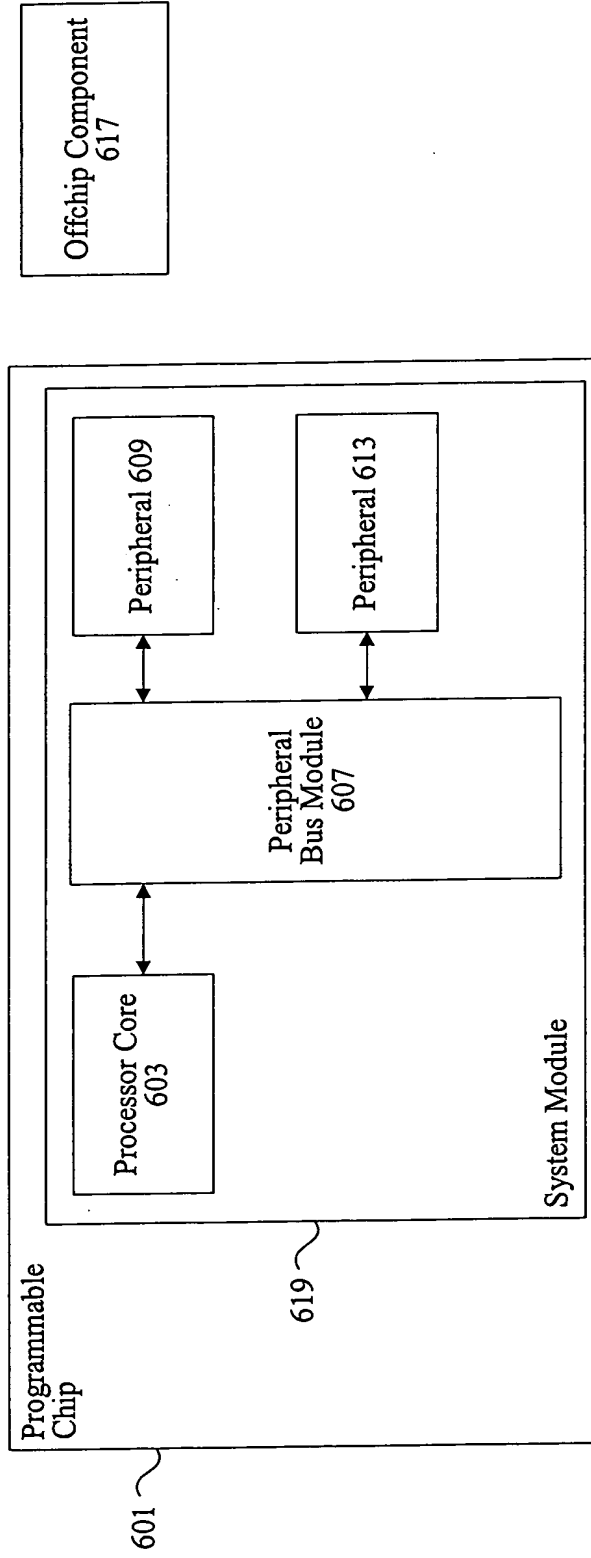 Programmable
Chip
601
619
System Module
Processor Core
603
Peripheral
Bus Module
607
Peripheral 609
Peripheral 613
Offchip Component
617